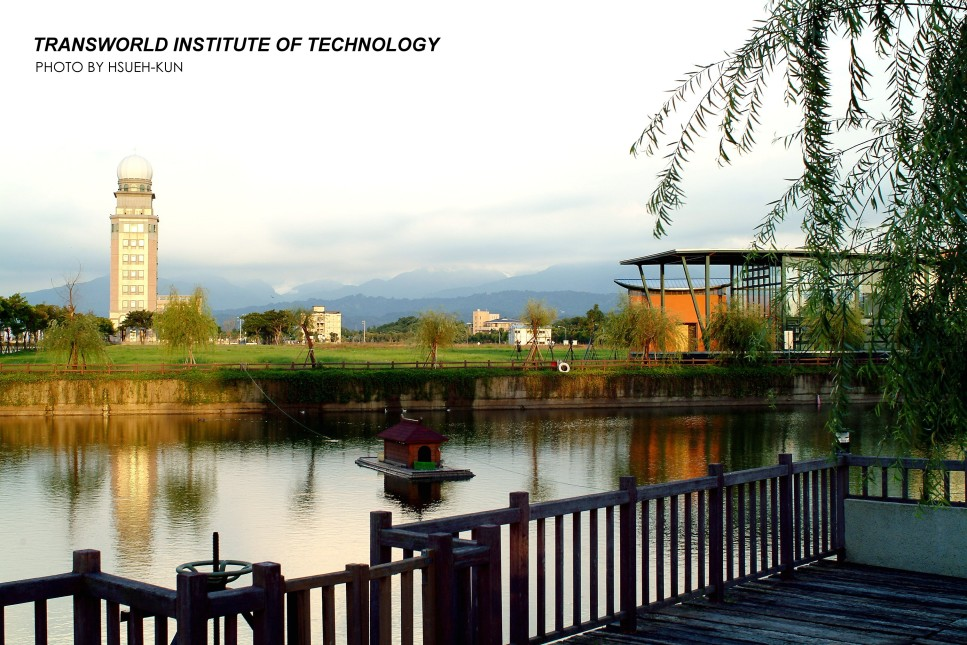 TRANSWORLD INSTITUTE OF TECHNOLOGY
PHOTO BY HSUEH-KUN